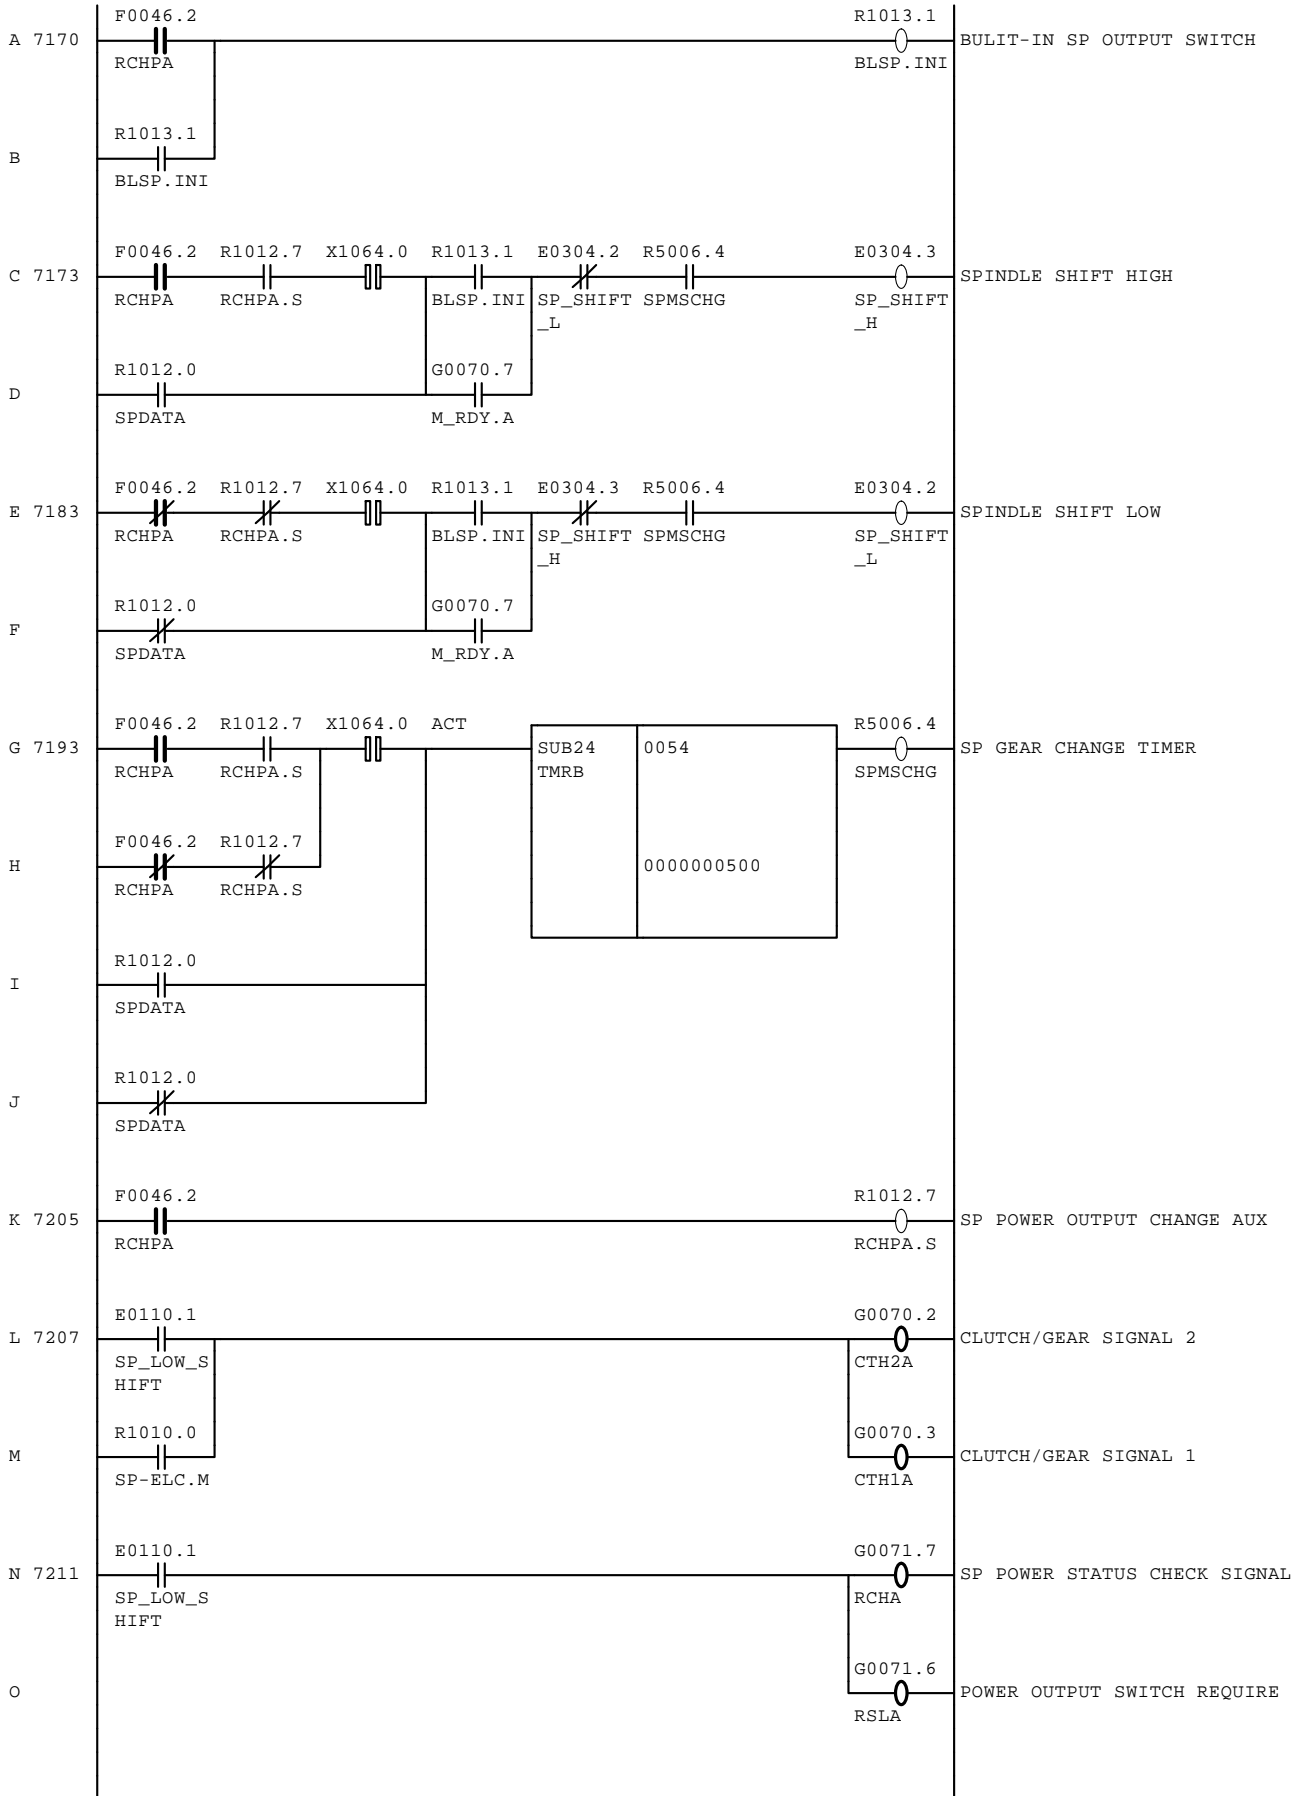 F0046.2 R1013.1
A 7170 BULIT-IN SP OUTPUT SWITCH
RCHPA BLSP.INI
R1013.1
B
BLSP.INI
F0046.2 R1012.7 X1064.0 R1013.1 E0304.2 R5006.4 E0304.3
C 7173 SPINDLE SHIFT HIGH
RCHPA RCHPA.S BLSP.INI SP_SHIFT SPMSCHG SP_SHIFT
_L _H
R1012.0 G0070.7
D
SPDATA M_RDY.A
F0046.2 R1012.7 X1064.0 R1013.1 E0304.3 R5006.4 E0304.2
E 7183 SPINDLE SHIFT LOW
RCHPA RCHPA.S BLSP.INI SP_SHIFT SPMSCHG SP_SHIFT
_H _L
R1012.0 G0070.7
F
SPDATA M_RDY.A
F0046.2 R1012.7 X1064.0 ACT R5006.4
G 7193 SUB24 0054 SP GEAR CHANGE TIMER
RCHPA RCHPA.S TMRB SPMSCHG
F0046.2 R1012.7
H 0000000500
RCHPA RCHPA.S
R1012.0
I
SPDATA
R1012.0
J
SPDATA
F0046.2 R1012.7
K 7205 SP POWER OUTPUT CHANGE AUX
RCHPA RCHPA.S
E0110.1 G0070.2
L 7207 CLUTCH/GEAR SIGNAL 2
SP_LOW_S CTH2A
HIFT
R1010.0 G0070.3
M CLUTCH/GEAR SIGNAL 1
SP-ELC.M CTH1A
E0110.1 G0071.7
N 7211 SP POWER STATUS CHECK SIGNAL
SP_LOW_S RCHA
HIFT
G0071.6
O POWER OUTPUT SWITCH REQUIRE
RSLA